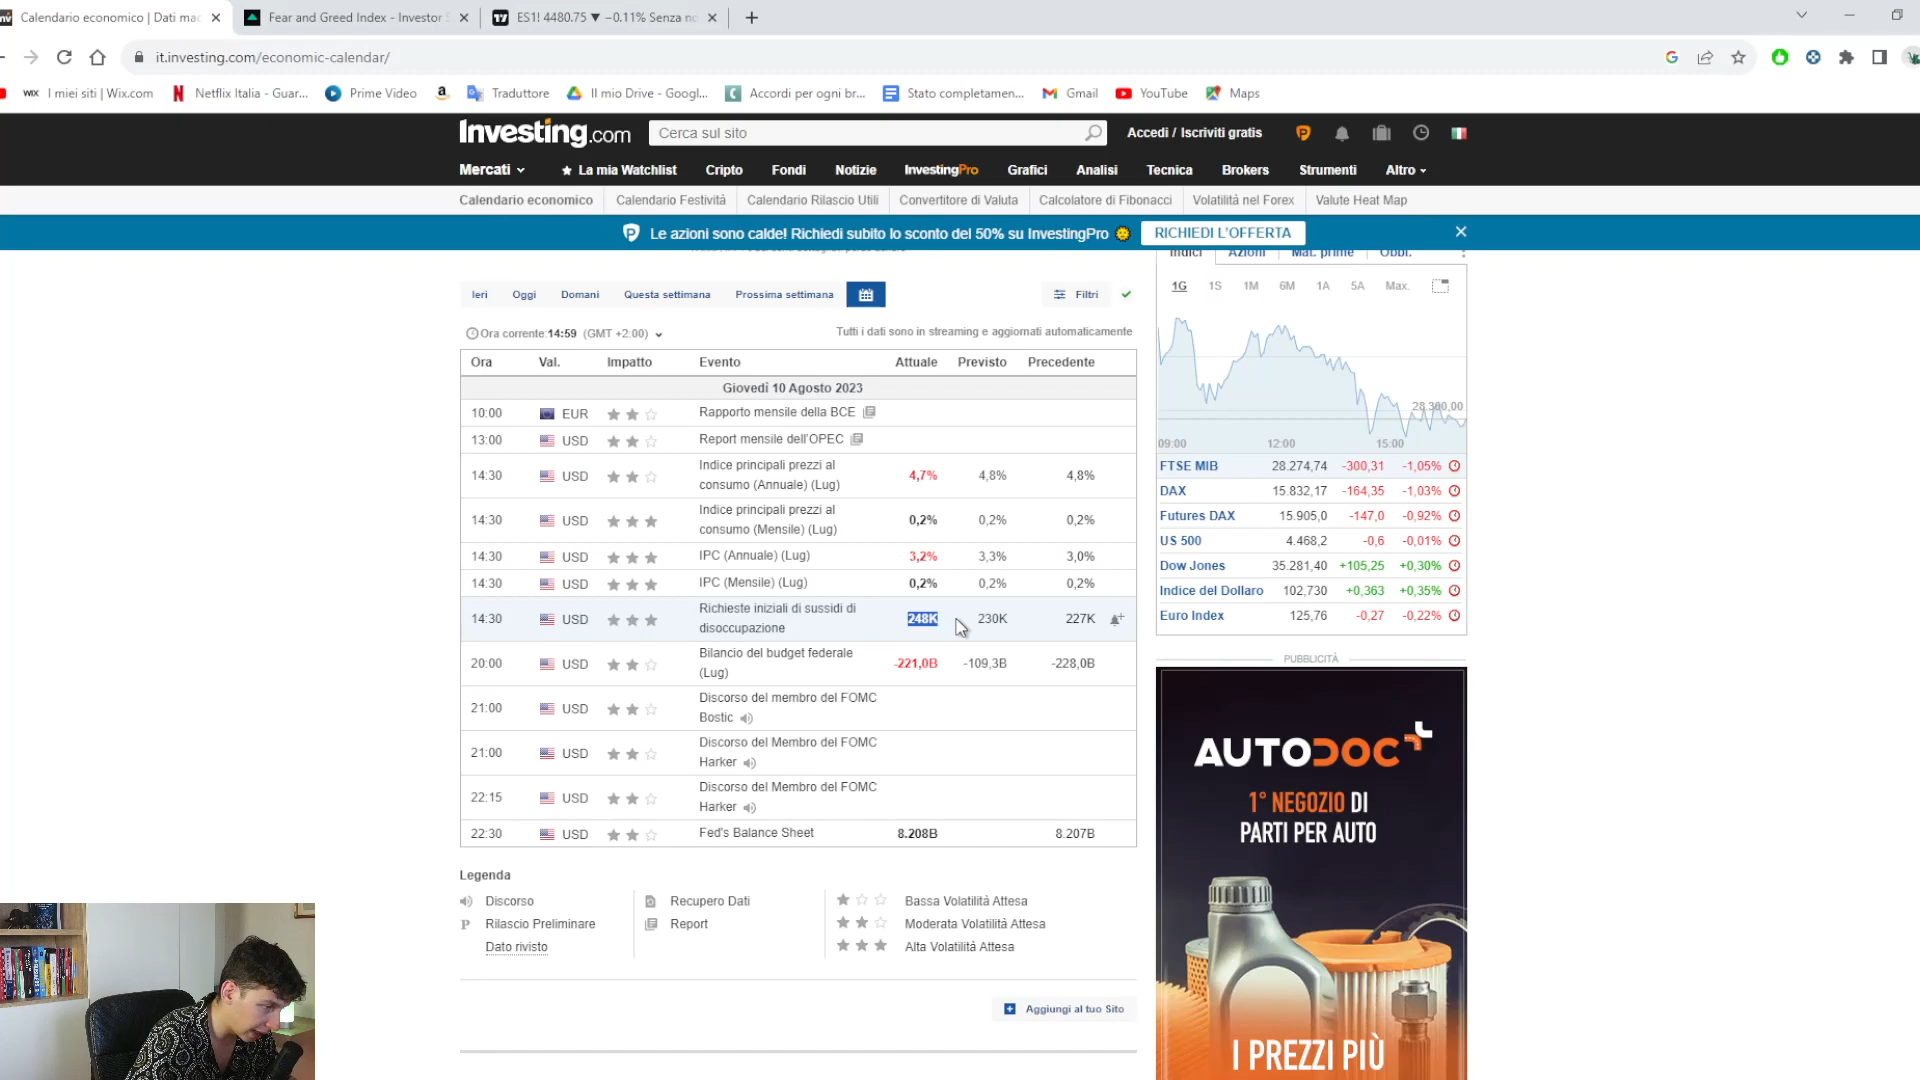 Calendario economico | Dati mac
Fear and Greed Index - Investor S
ES1! 4480.75 ▼ −0.11% Senza no
it.investing.com/economic-calendar/
I miei siti | Wix.com
Netflix Italia - Guar...
Prime Video
Traduttore
Il mio Drive - Googl...
Accordi per ogni br...
Stato completamen...
Gmail
YouTube
Maps
Investing.com
Cerca sul sito
Accedi / Iscriviti gratis
Mercati
La mia Watchlist
Cripto
Fondi
Notizie
InvestingPro
Grafici
Analisi
Tecnica
Brokers
Strumenti
Altro
Calendario economico
Calendario Festività
Calendario Rilascio Utili
Convertitore di Valuta
Calcolatore di Fibonacci
Volatilità nel Forex
Valute Heat Map
Le azioni sono calde! Richiedi subito lo sconto del 50% su InvestingPro
RICHIEDI L'OFFERTA
Ieri
Oggi
Domani
Questa settimana
Prossima settimana
Filtri
Ora corrente:14:59 (GMT +2:00)
Tutti i dati sono in streaming e aggiornati automaticamente
Ora Val. Impatto Evento Attuale Previsto Precedente
Giovedì 10 Agosto 2023
10:00 EUR Rapporto mensile della BCE
13:00 USD Report mensile dell'OPEC
14:30 USD Indice principali prezzi al
consumo (Annuale) (Lug) 4,7% 4,8% 4,8%
14:30 USD Indice principali prezzi al
consumo (Mensile) (Lug) 0,2% 0,2% 0,2%
14:30 USD IPC (Annuale) (Lug) 3,2% 3,3% 3,0%
14:30 USD IPC (Mensile) (Lug) 0,2% 0,2% 0,2%
14:30 USD Richieste iniziali di sussidi di
disoccupazione 248K 230K 227K
20:00 USD Bilancio del budget federale
(Lug) -221,0B -109,3B -228,0B
21:00 USD Discorso del membro del FOMC
Bostic
21:00 USD Discorso del Membro del FOMC
Harker
22:15 USD Discorso del Membro del FOMC
Harker
22:30 USD Fed's Balance Sheet 8.208B 8.207B
Legenda
Discorso
Recupero Dati
Bassa Volatilità Attesa
P Rilascio Preliminare
Report
Moderata Volatilità Attesa
Dato rivisto
Alta Volatilità Attesa
Aggiungi al tuo Sito
Indici
Azioni
Mat. prime
Obbl.
1G 1S 1M 6M 1A 5A Max.
28.300,00
09:00 12:00 15:00
FTSE MIB 28.274,74 -300,31 -1,05%
DAX 15.832,17 -164,35 -1,03%
Futures DAX 15.905,0 -147,0 -0,92%
US 500 4.468,2 -0,6 -0,01%
Dow Jones 35.281,40 +105,25 +0,30%
Indice del Dollaro 102,730 +0,363 +0,35%
Euro Index 125,76 -0,27 -0,22%
PUBBLICITÀ
AUTODOC
1° NEGOZIO DI
PARTI PER AUTO
I PREZZI PIÙ